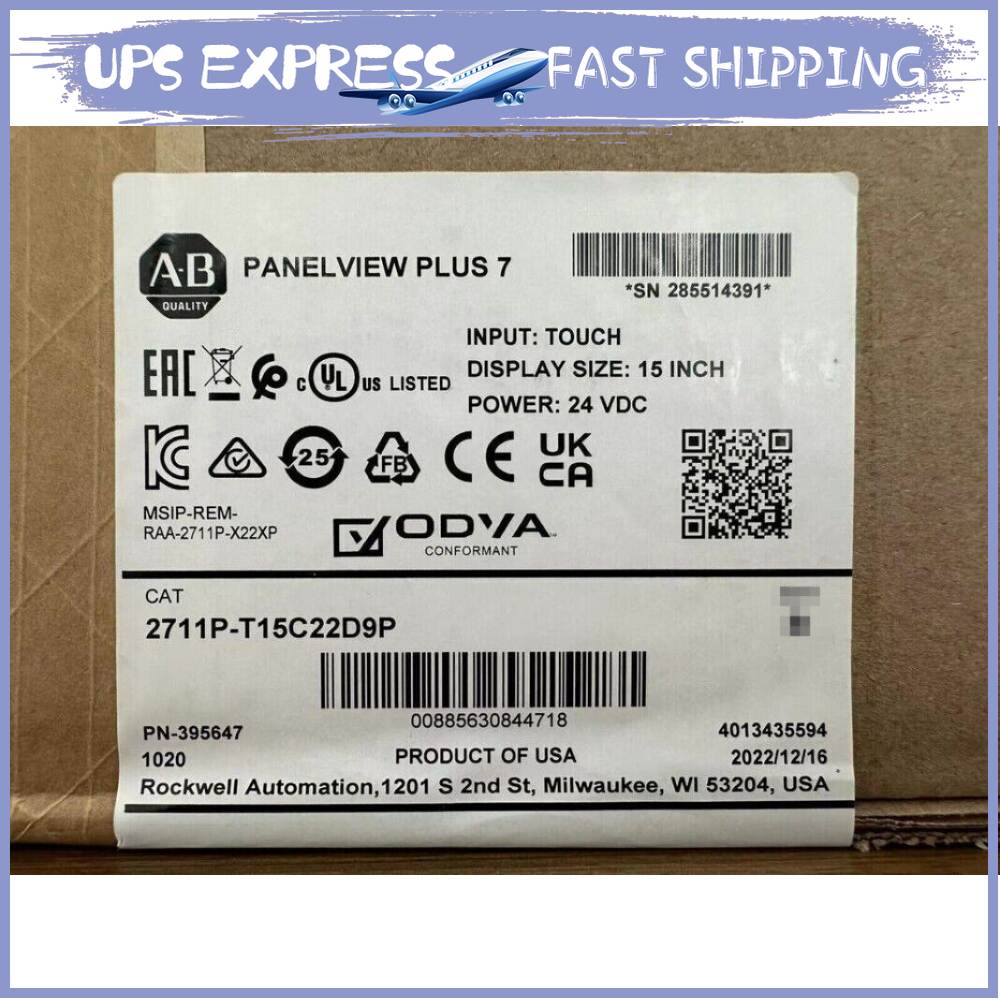 UPS EXPRESS FAST SHIPPING
A·B
QUALITY
PANELVIEW PLUS 7
*SN 285514391*
INPUT: TOUCH
DISPLAY SIZE: 15 INCH
POWER: 24 VDC
EAC
c UL US LISTED
25
FB
CE
UK
CA
MSIP-REM-
RAA-2711P-X22XP
ODVA
CONFORMANT
CAT
2711P-T15C22D9P
00885630844718
PN-395647
4013435594
1020
PRODUCT OF USA
2022/12/16
Rockwell Automation,1201 S 2nd St, Milwaukee, WI 53204, USA